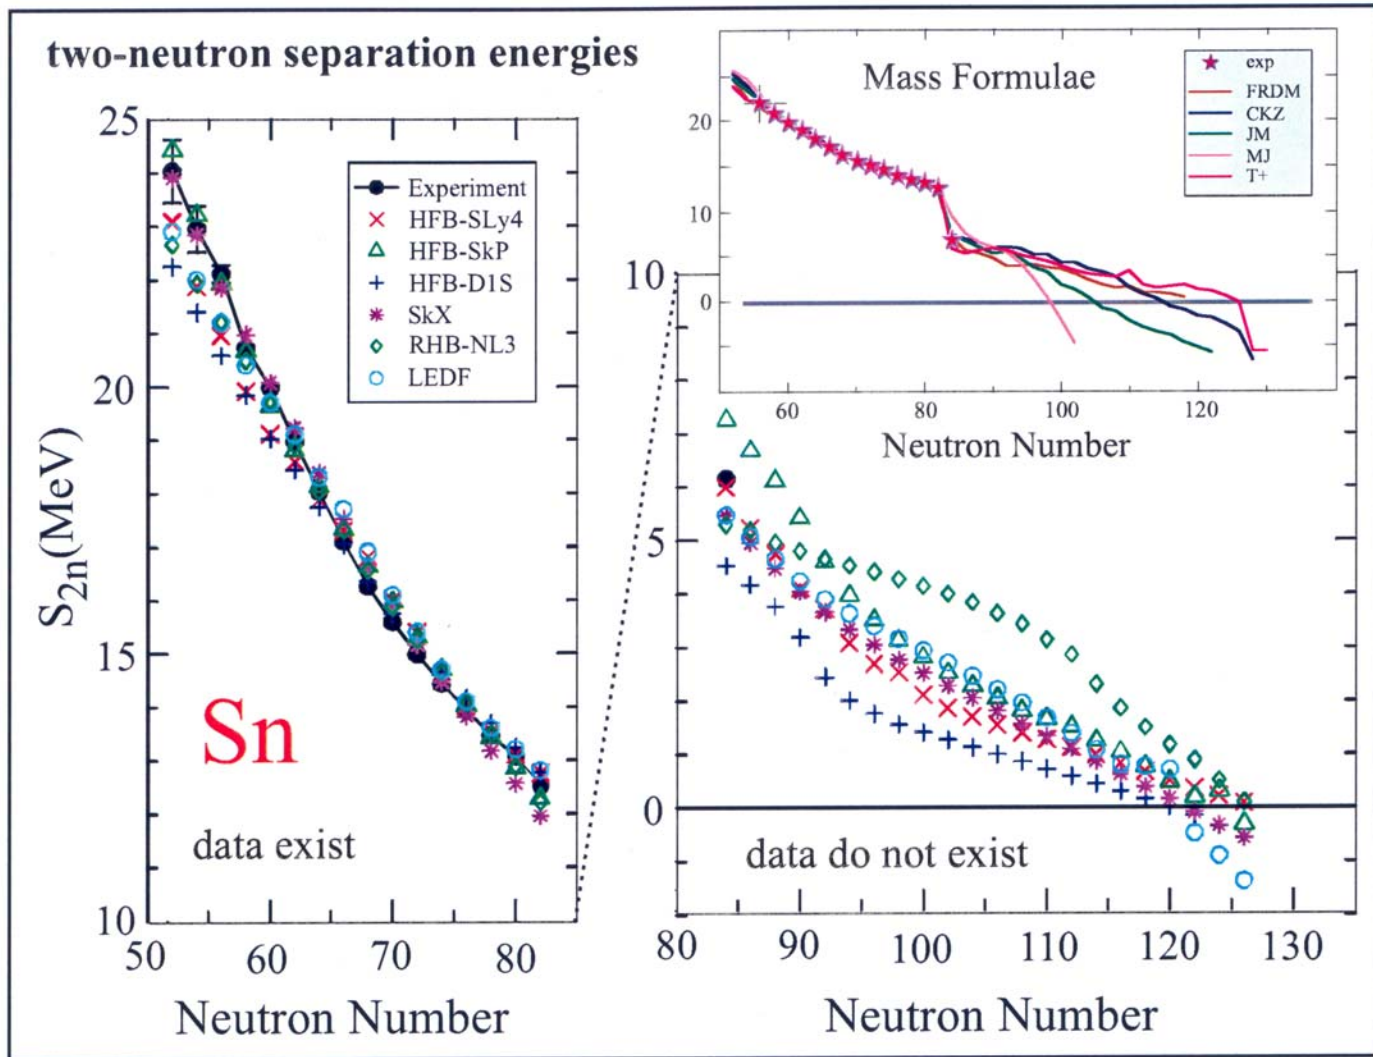 two-neutron separation energies
25
20
15
10
S2n(MeV)
Experiment
HFB-SLy4
HFB-SkP
HFB-D1S
SkX
RHB-NL3
LEDF
Sn
data exist
50 60 70 80
Neutron Number
Mass Formulae
exp
FRDM
CKZ
JM
MJ
T+
20
10
0
60 80 100 120
Neutron Number
10
5
0
data do not exist
80 90 100 110 120 130
Neutron Number